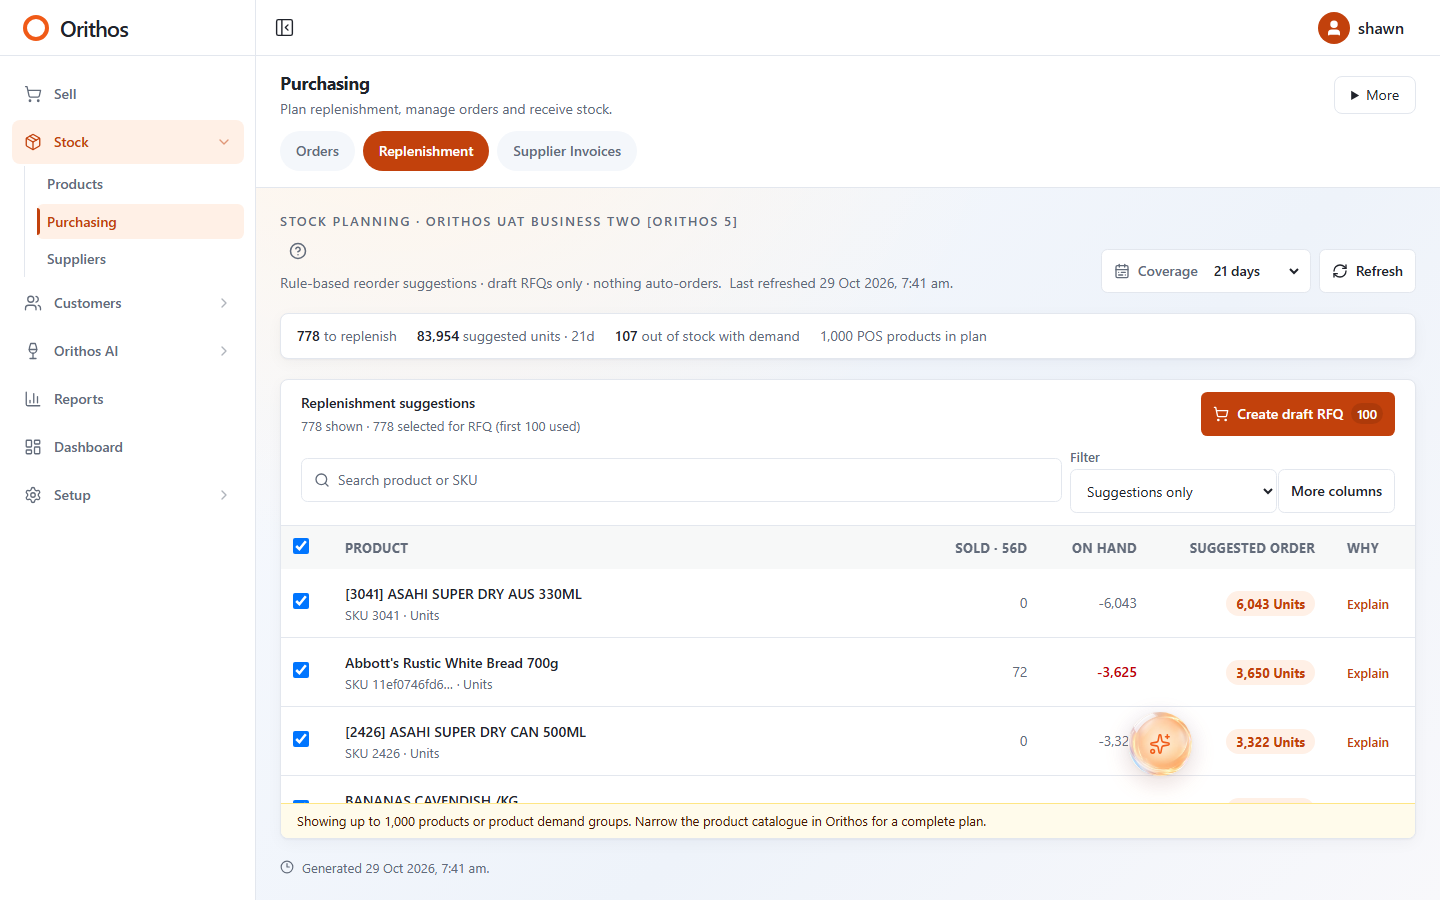 Orithos
shawn
Sell
Stock
Products
Purchasing
Suppliers
Customers
Orithos AI
Reports
Dashboard
Setup
Purchasing
Plan replenishment, manage orders and receive stock.
More
Orders
Replenishment
Supplier Invoices
STOCK PLANNING · ORITHOS UAT BUSINESS TWO [ORITHOS 5]
Rule-based reorder suggestions · draft RFQs only · nothing auto-orders. Last refreshed 29 Oct 2026, 7:41 am.
Coverage 21 days
Refresh
778 to replenish 83,954 suggested units · 21d 107 out of stock with demand 1,000 POS products in plan
Replenishment suggestions
778 shown · 778 selected for RFQ (first 100 used)
Create draft RFQ 100
Search product or SKU
Filter
Suggestions only
More columns
PRODUCT SOLD · 56D ON HAND SUGGESTED ORDER WHY
[3041] ASAHI SUPER DRY AUS 330ML
SKU 3041 · Units
0 -6,043 6,043 Units Explain
Abbott's Rustic White Bread 700g
SKU 11ef0746fd6... · Units
72 -3,625 3,650 Units Explain
[2426] ASAHI SUPER DRY CAN 500ML
SKU 2426 · Units
0 -3,32 3,322 Units Explain
BANANAS CAVENDISH /KG
Showing up to 1,000 products or product demand groups. Narrow the product catalogue in Orithos for a complete plan.
Generated 29 Oct 2026, 7:41 am.